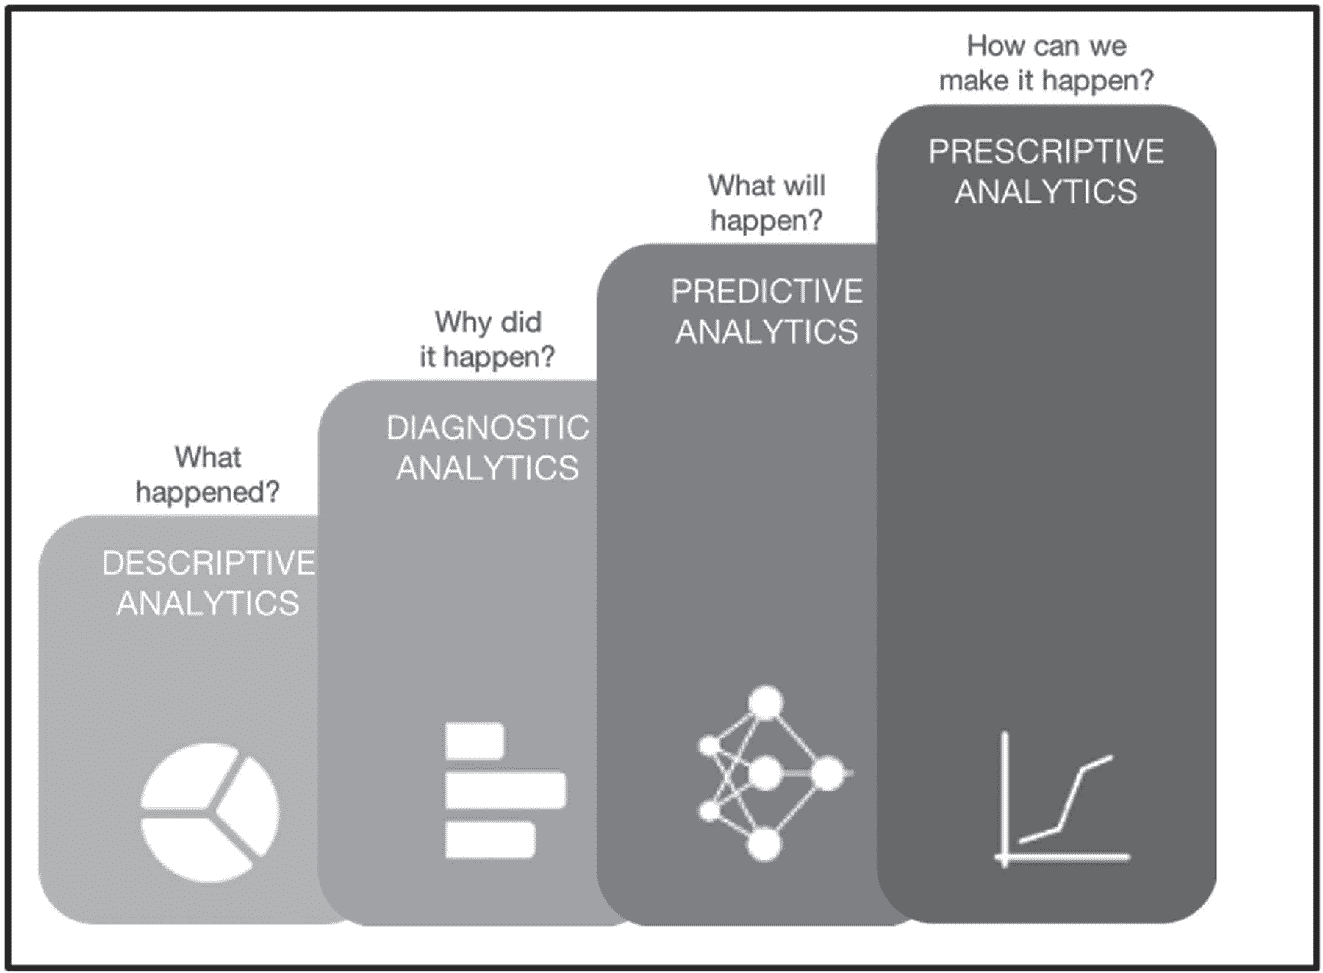 What
happened?
DESCRIPTIVE
ANALYTICS
Why did
it happen?
DIAGNOSTIC
ANALYTICS
What will
happen?
PREDICTIVE
ANALYTICS
How can we
make it happen?
PRESCRIPTIVE
ANALYTICS